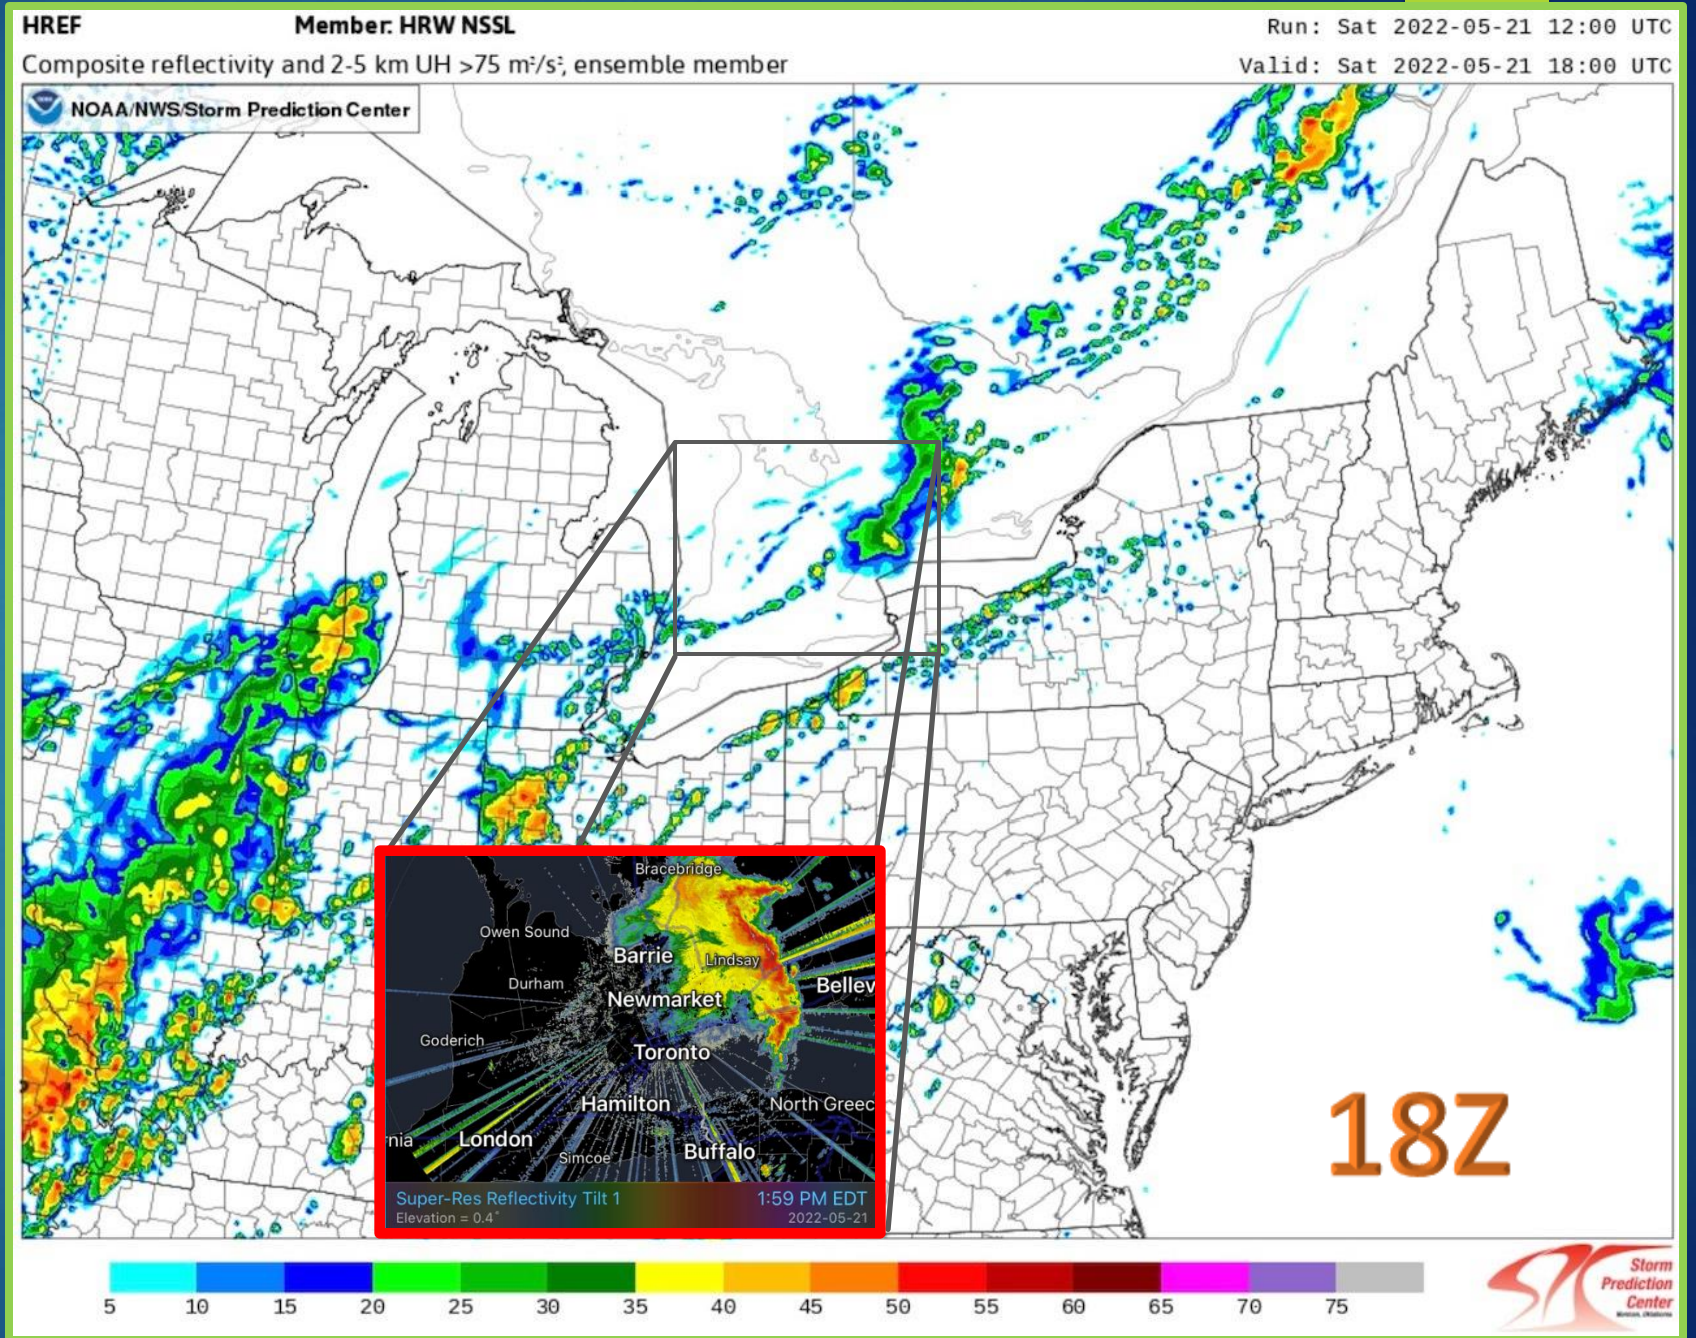 HREF Member: HRW NSSL Run: Sat 2022-05-21 12:00 UTC
Composite reflectivity and 2-5 km UH >75 m²/s², ensemble member Valid: Sat 2022-05-21 18:00 UTC
NOAA/NWS/Storm Prediction Center
Bracebridge
Owen Sound
Barrie
Lindsay
Durham
Bellev
Newmarket
Goderich
Toronto
Hamilton
North Greec
rnia
London
Simcoe
Buffalo
Super-Res Reflectivity Tilt 1 1:59 PM EDT
Elevation = 0.4° 2022-05-21
18Z
5 10 15 20 25 30 35 40 45 50 55 60 65 70 75
Storm
Prediction
Center